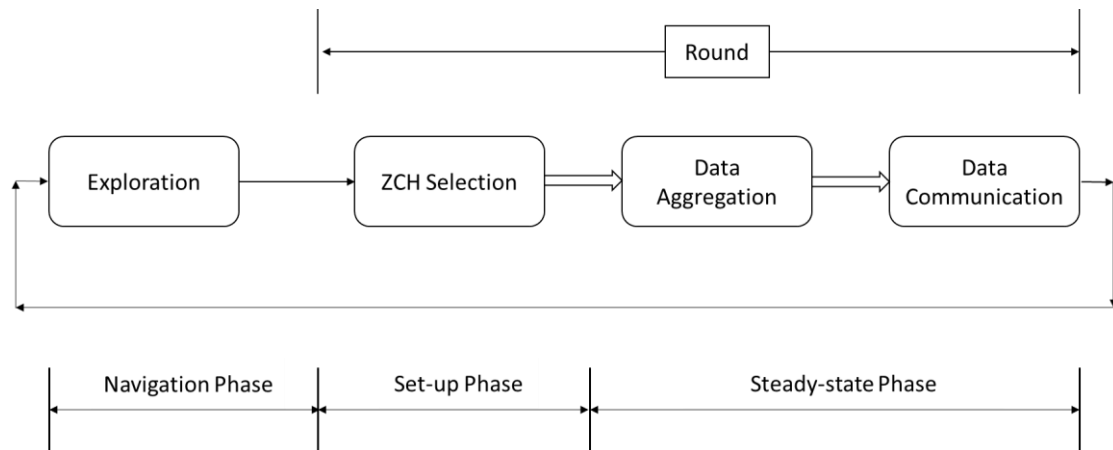 Round
Exploration
ZCH Selection
Data
Aggregation
Data
Communication
Navigation Phase
Set-up Phase
Steady-state Phase